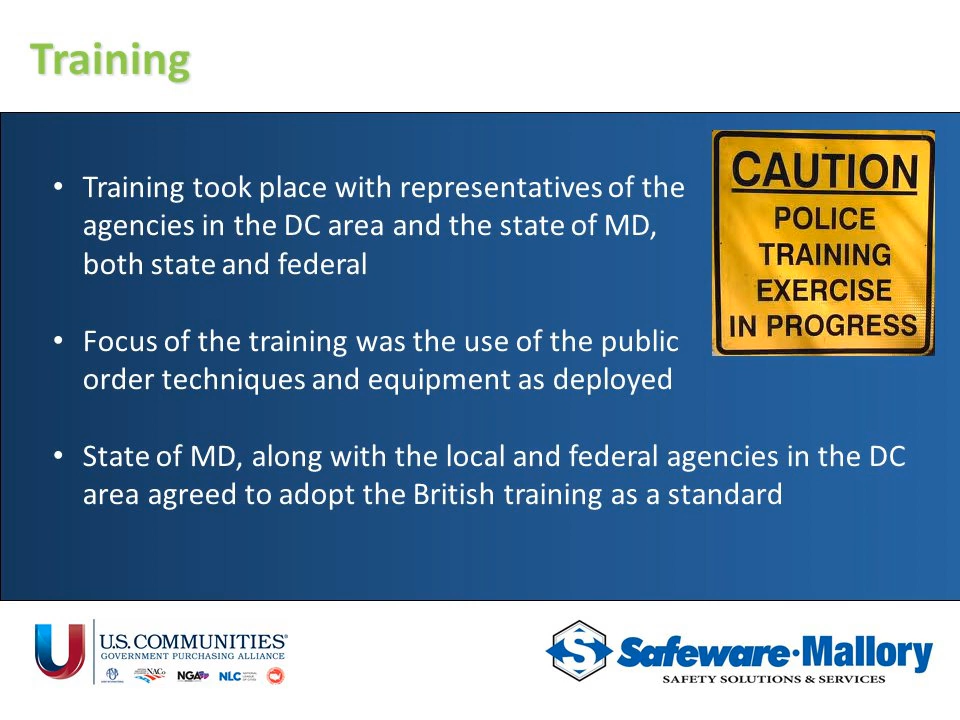 Training
• Training took place with representatives of the
agencies in the DC area and the state of MD,
both state and federal
CAUTION
POLICE
TRAINING
EXERCISE
IN PROGRESS
• Focus of the training was the use of the public
order techniques and equipment as deployed
• State of MD, along with the local and federal agencies in the DC
area agreed to adopt the British training as a standard
U.S. COMMUNITIES®
GOVERNMENT PURCHASING ALLIANCE
NACo
NGA
NLC
S
Safeware·Mallory
SAFETY SOLUTIONS & SERVICES